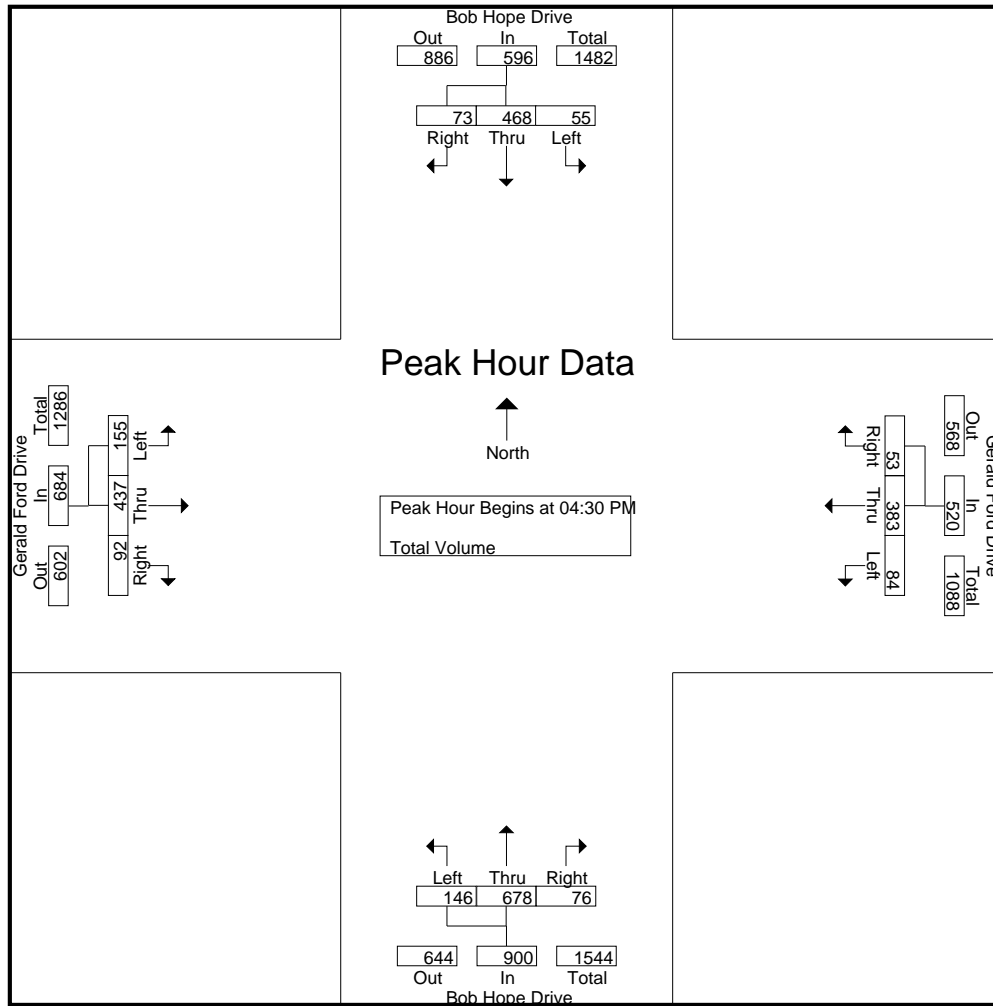 Bob Hope Drive
Out In Total
886 596 1482
73 468 55
Right Thru Left
Peak Hour Data
North
Peak Hour Begins at 04:30 PM
Total Volume
Gerald Ford Drive
Out In Total
602 684 1286
155 437 92
Left Thru Right
Gerald Ford Drive
Out In Total
568 520 1088
53 383 84
Right Thru Left
Left Thru Right
146 678 76
644 900 1544
Out In Total
Bob Hope Drive